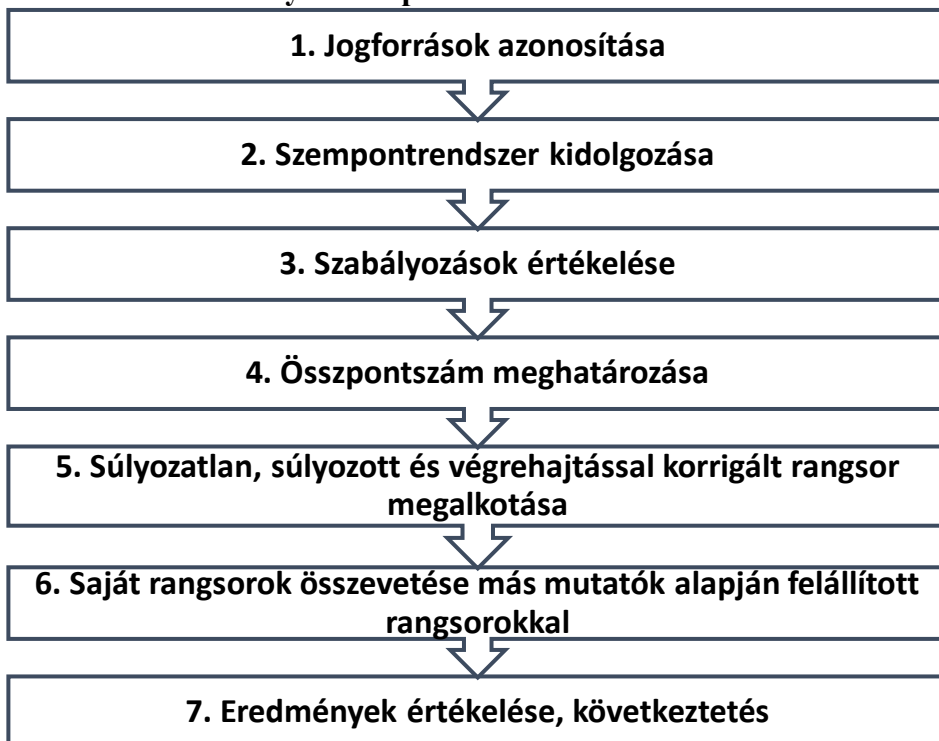 1. Jogforrások azonosítása
2. Szempontrendszer kidolgozása
3. Szabályozások értékelése
4. Összpontszám meghatározása
5. Súlyozatlan, súlyozott és végrehajtással korrigált rangsor
megalkotása
6. Saját rangsorok összevetése más mutatók alapján felállított
rangsorokkal
7. Eredmények értékelése, következtetés